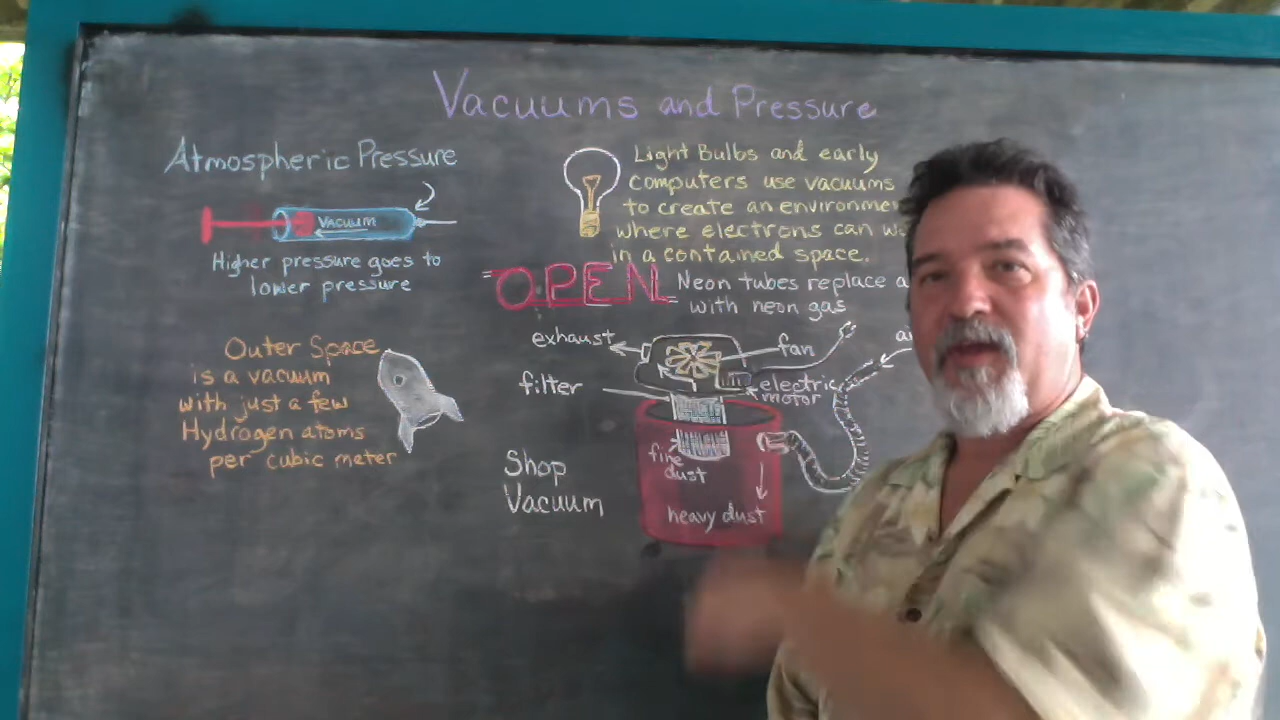 Vacuums and Pressure
Atmospheric Pressure
VACUUM
Higher pressure goes to
lower pressure
Outer Space
is a vacuum
with just a few
Hydrogen atoms
per cubic meter
Light Bulbs and early
computers use vacuums
to create an environme
where electrons can w
in a contained space.
OPEN
Neon tubes replace a
with neon gas
exhaust
fan
filter
electric
motor
ai
fine
dust
heavy dust
Shop
Vacuum